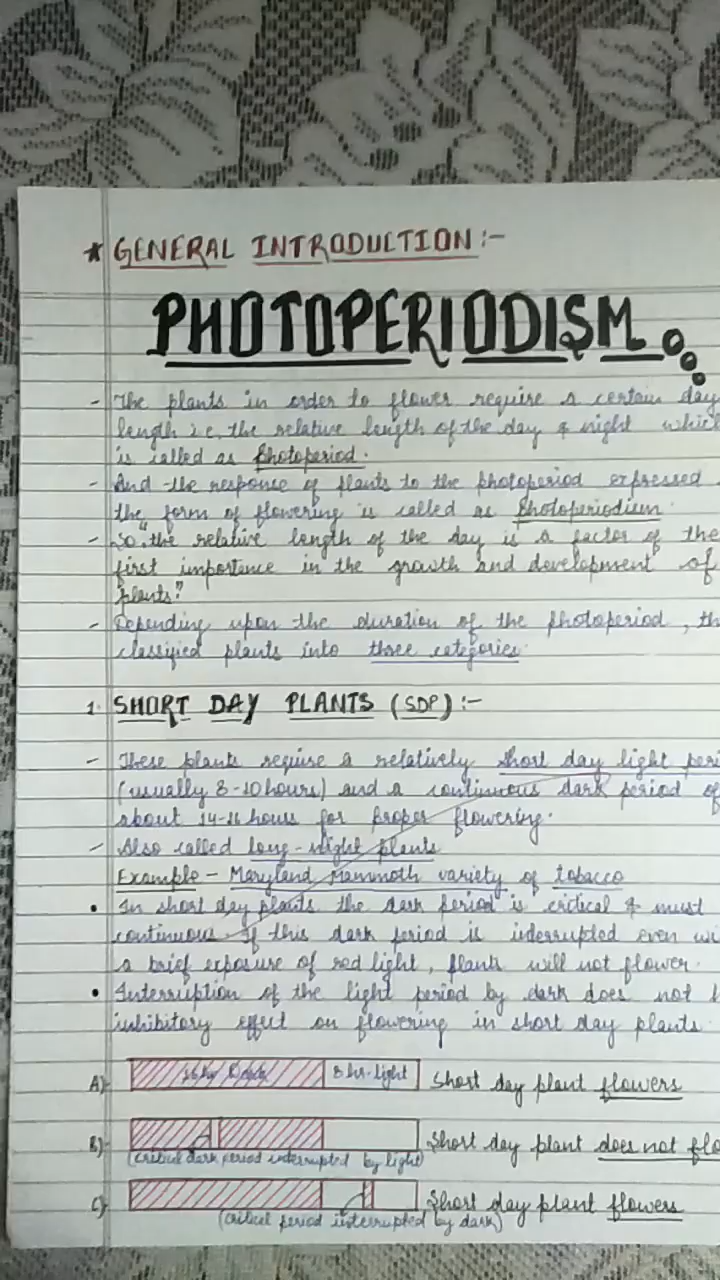 * GENERAL INTRODUCTION :-
PHOTOPERIODISM
- The plants in order to flower require a certain day
length i.e. the relative length of the day & night which
is called as Photoperiod.
- And the response of plants to the photoperiod expressed
the form of flowering is called as Photoperiodism.
- So "the relative length of the day is a factor of the
first importance in the growth and development of
plants."
- Depending upon the duration of the photoperiod, th
classified plants into three categories
1. SHORT DAY PLANTS (SDP) :-
- These plants require a relatively short day light peri
(usually 8-10 hours) and a continuous dark period of
about 14-16 hours for proper flowering.
- Also called long-night plants
Example - Maryland Mammoth variety of tobacco
• In short day plants the dark period is critical & must
continuous. If this dark period is interrupted even wi
a brief exposure of red light, plants will not flower.
• Interruption of the light period by dark does not
inhibitory effect on flowering in short day plants.
A) 16 hr Dark 8 hr light Short day plant flowers
B) Short day plant does not flo
(critical dark period interrupted by light)
C) Short day plant flowers
(critical period interrupted by dark)